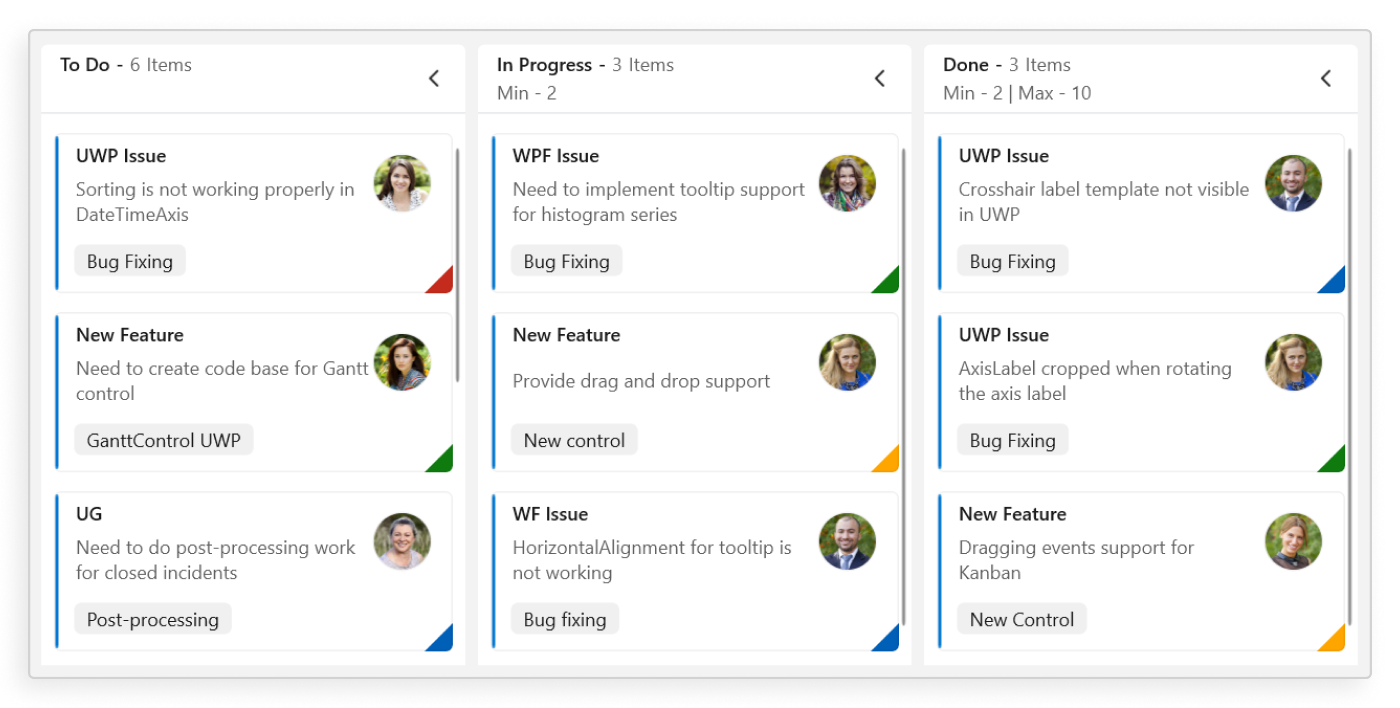 To Do - 6 Items
UWP Issue
Sorting is not working properly in
DateTimeAxis
Bug Fixing
New Feature
Need to create code base for Gantt
control
GanttControl UWP
UG
Need to do post-processing work
for closed incidents
Post-processing
In Progress - 3 Items
Min - 2
WPF Issue
Need to implement tooltip support
for histogram series
Bug Fixing
New Feature
Provide drag and drop support
New control
WF Issue
HorizontalAlignment for tooltip is
not working
Bug fixing
Done - 3 Items
Min - 2 | Max - 10
UWP Issue
Crosshair label template not visible
in UWP
Bug Fixing
UWP Issue
AxisLabel cropped when rotating
the axis label
Bug Fixing
New Feature
Dragging events support for
Kanban
New Control